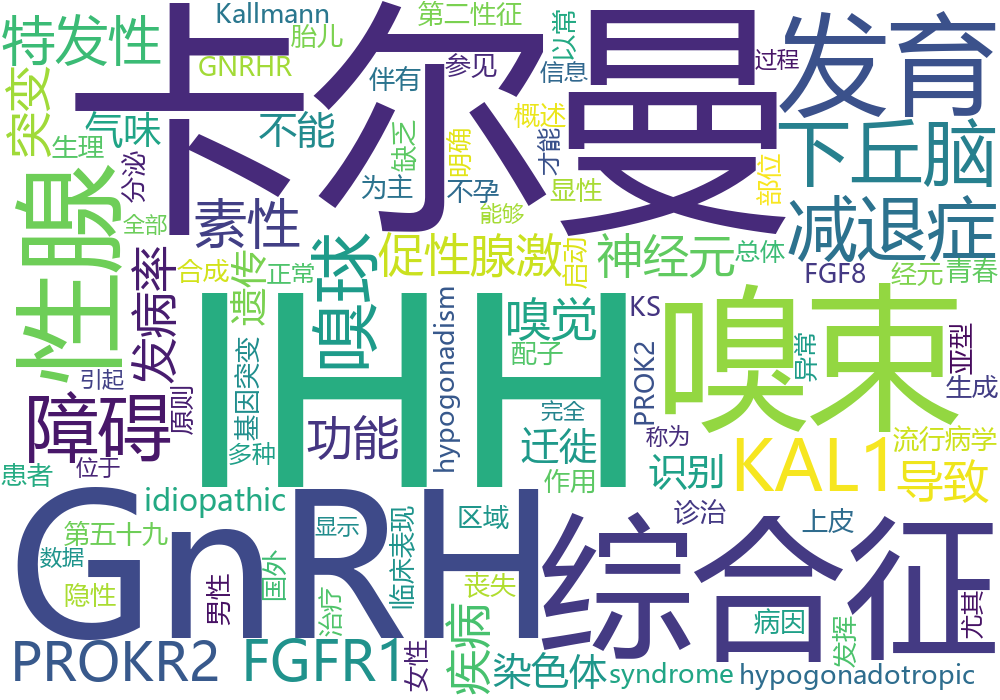 Kallmann
第二性征
特发性
胎儿
以常
卡尔曼
发育
GNRHR
伴有
参见
信息
过程
突变
气味
不能
缺乏
明确
概述
才能
生理
分泌
为主
不孕
显性
部位
下丘脑
性腺
素性
能够
减退症
全部
发病率
遗传
合成
正常
嗅球
促性腺激
神经元
启动
总体
FGF8
经元
青春
IHH
嗅觉
KS
嗅束
hypogonadism
配子
PROK2
异常
亚型
生成
引起
原则
多基因突变
多种
障碍
功能
完全
迁徙
称为
识别
KAL1
流行病学
导致
患者
位于
作用
idiopathic
GnRH
综合征
区域
诊治
上皮
第五十九
显示
临床表现
数据
国外
丧失
隐性
男性
治疗
疾病
病因
发挥
尤其
PROKR2
FGFR1
女性
染色体
syndrome
hypogonadotropic